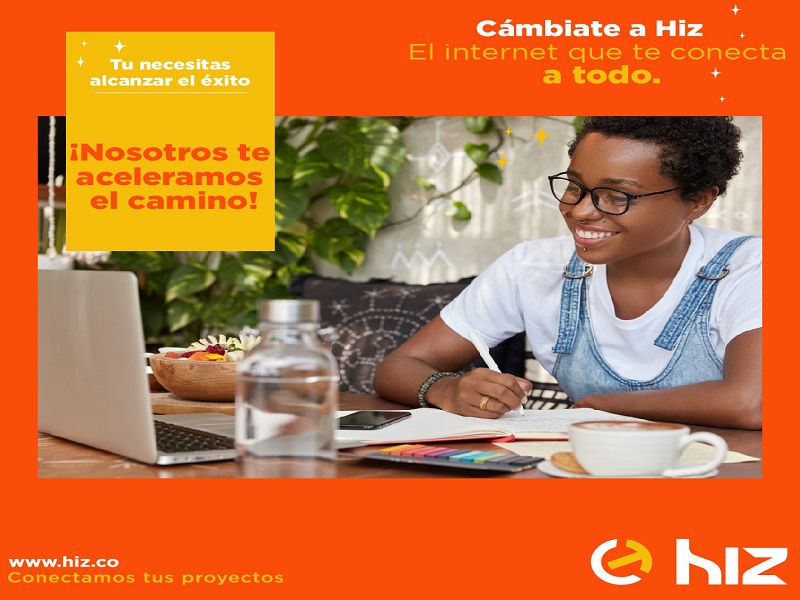 Cámbiate a Hiz
El internet que te conecta
a todo.
Tu necesitas
alcanzar el éxito
¡Nosotros te
aceleramos
el camino!
www.hiz.co
Conectamos tus proyectos
hiz